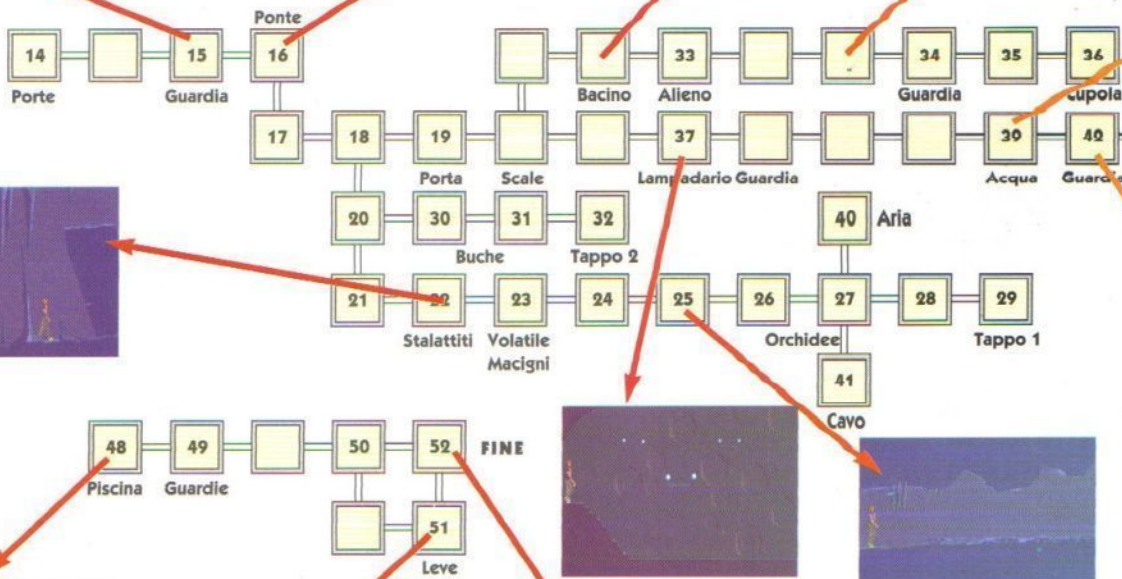 Ponte
14 15 16 33 34 35 36
Porte Guardia Bacino Alieno Guardia Cupola
17 18 19 37 39 42
Porta Scale Lampadario Guardia Acqua Guardia
20 30 31 32 40 Aria
Buche Tappo 2
21 22 23 24 25 26 27 28 29
Stalattiti Volatile Orchidee Tappo 1
Macigni
41
Cavo
48 49 50 52 FINE
Piscina Guardie
51
Leve